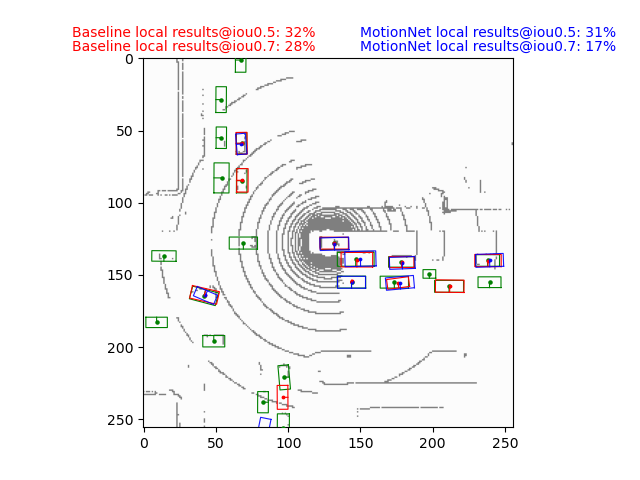 Baseline local results@iou0.5: 32% MotionNet local results@iou0.5: 31%
Baseline local results@iou0.7: 28% MotionNet local results@iou0.7: 17%
0
50
100
150
200
250
0 50 100 150 200 250